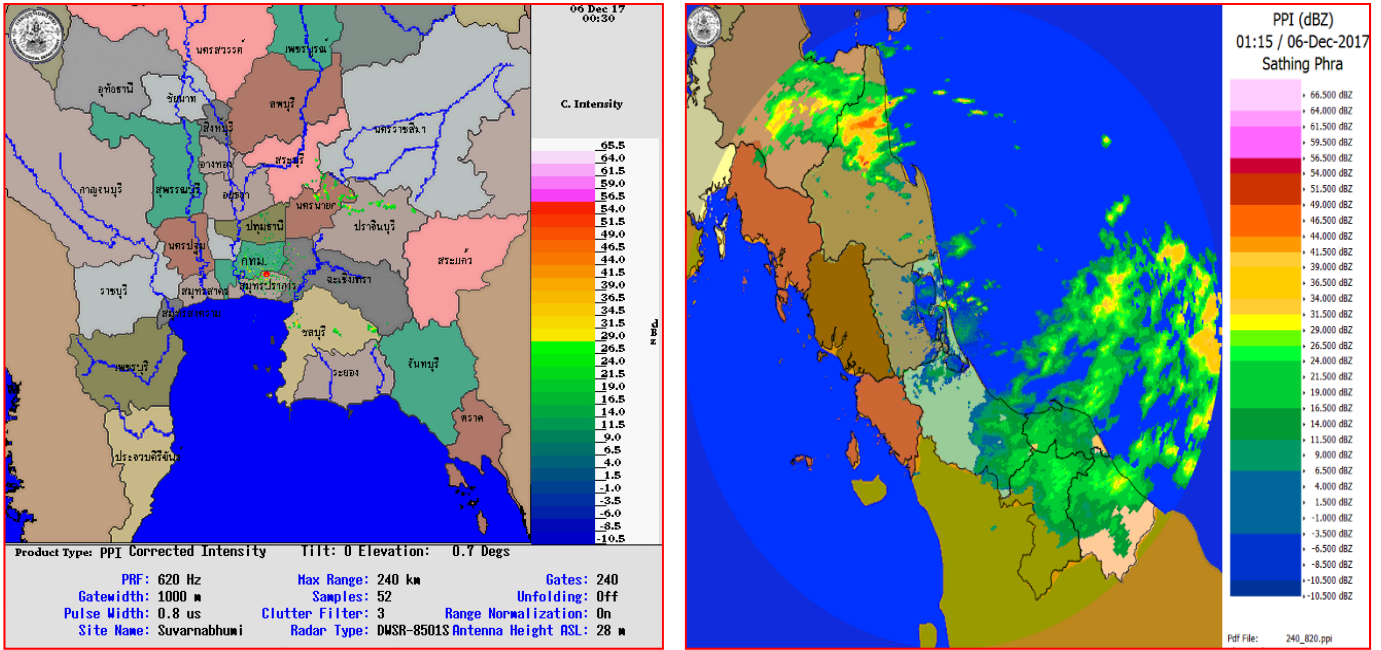 06 Dec 17
00:30
C. Intensity
65.5
64.0
61.5
59.0
56.5
54.0
51.5
49.0
46.5
44.0
41.5
39.0
36.5
34.5
31.5
29.0
26.5
24.0
21.5
19.0
16.5
14.0
11.5
9.0
6.5
4.0
1.5
-1.0
-3.5
-6.0
-8.5
-10.5
นครสวรรค์
เพชรบูรณ์
อุทัยธานี
ชัยนาท
ลพบุรี
สิงห์บุรี
นครราชสีมา
อ่างทอง
สระบุรี
กาญจนบุรี
สุพรรณบุรี
อยุธยา
นครนายก
ปทุมธานี
ปราจีนบุรี
นครปฐม
กทม.
สระแก้ว
ฉะเชิงเทรา
ราชบุรี
สมุทรสาคร
สมุทรปราการ
ชลบุรี
เพชรบุรี
ระยอง
จันทบุรี
ตราด
ประจวบคีรีขันธ์
Product Type: PPI Corrected Intensity Tilt: 0 Elevation: 0.7 Degs
PRF: 620 Hz Max Range: 240 km Gates: 240
Gatewidth: 1000 m Samples: 52 Unfolding: Off
Pulse Width: 0.8 us Clutter Filter: 3 Range Normalization: On
Site Name: Suvarnabhumi Radar Type: DWSR-8501S Antenna Height ASL: 28 m
PPI (dBZ)
01:15 / 06-Dec-2017
Sathing Phra
66.500 dBZ
64.000 dBZ
61.500 dBZ
59.500 dBZ
56.500 dBZ
54.000 dBZ
51.500 dBZ
49.000 dBZ
46.500 dBZ
44.000 dBZ
41.500 dBZ
39.000 dBZ
36.500 dBZ
34.000 dBZ
31.500 dBZ
29.000 dBZ
26.500 dBZ
24.000 dBZ
21.500 dBZ
19.000 dBZ
16.500 dBZ
14.000 dBZ
11.500 dBZ
9.000 dBZ
6.500 dBZ
4.000 dBZ
1.500 dBZ
-1.000 dBZ
-3.500 dBZ
-6.500 dBZ
-8.500 dBZ
-10.500 dBZ
-10.500 dBZ
Pdf File: 240_820.ppi